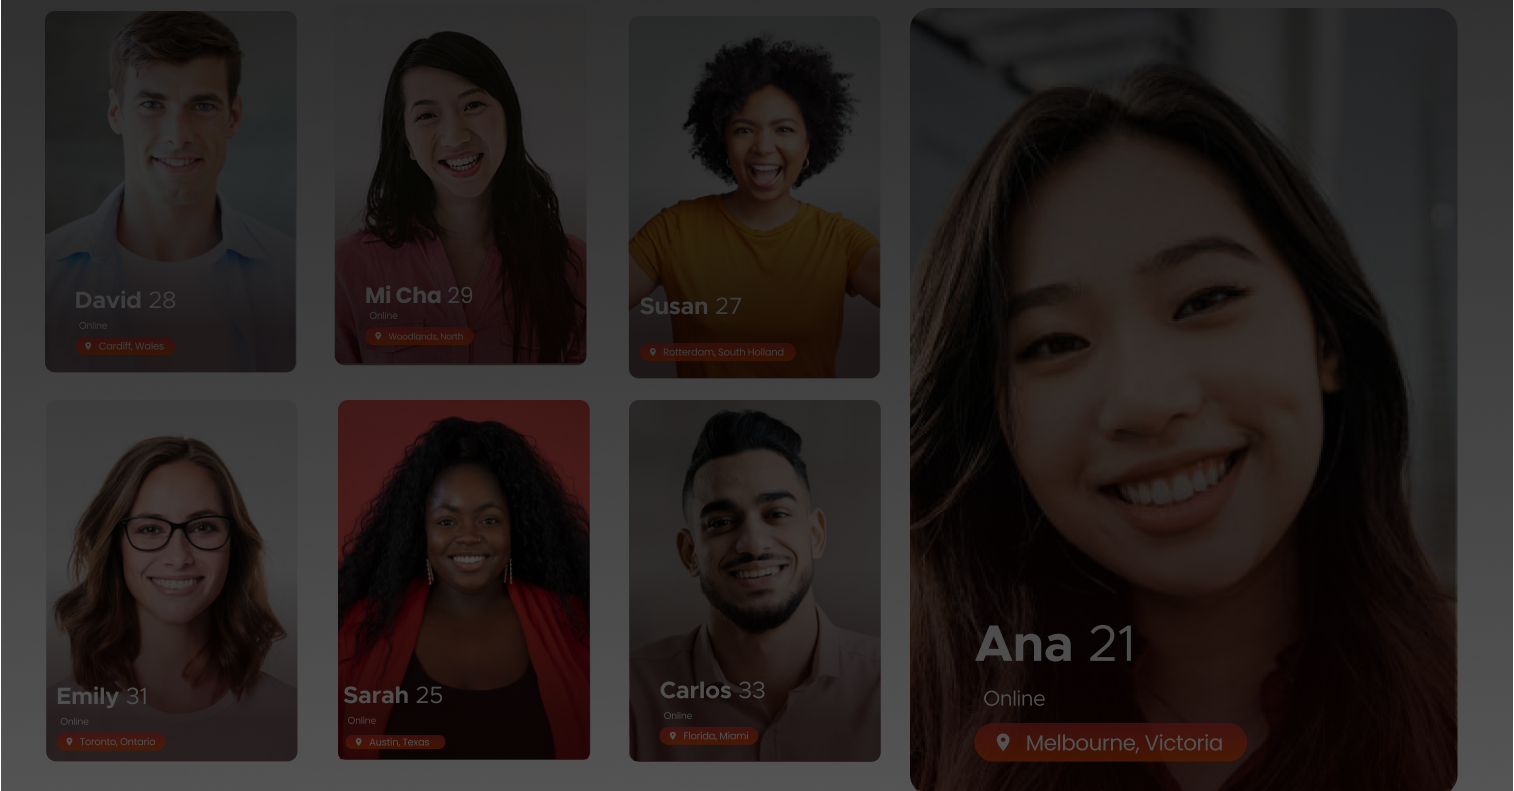 David 28
Online
Cardiff, Wales
Mi Cha 29
Online
Woodlands, North
Susan 27
Rotterdam, South Holland
Emily 31
Online
Toronto, Ontario
Sarah 25
Online
Austin, Texas
Carlos 33
Online
Florida, Miami
Ana 21
Online
Melbourne, Victoria